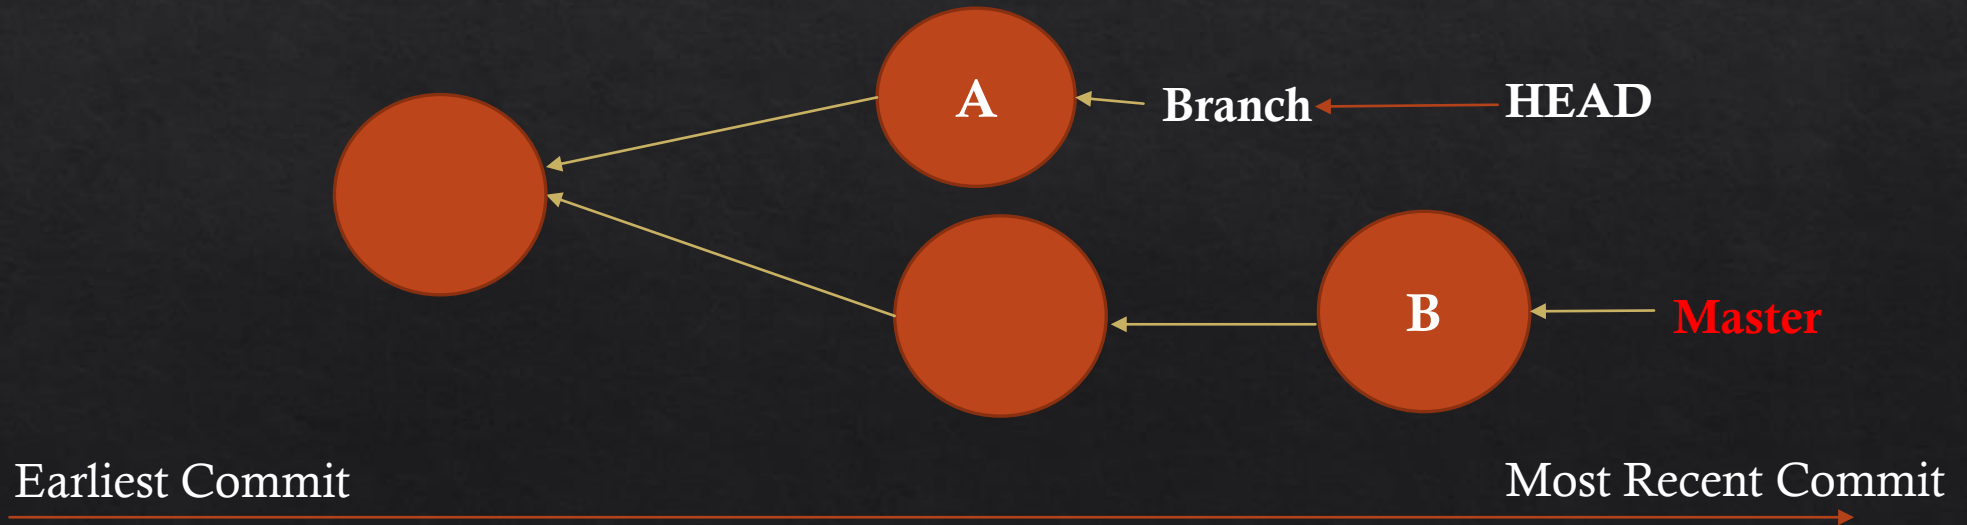 A
Branch
HEAD
B
Master
Earliest Commit
Most Recent Commit